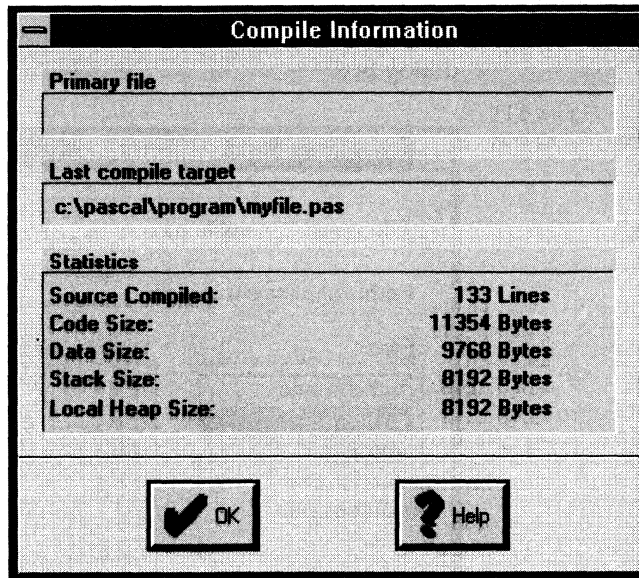 Compile Information
Primary file
Last compile target
c:\pascal\program\myfile.pas
Statistics
Source Compiled: 133 Lines
Code Size: 11354 Bytes
Data Size: 9768 Bytes
Stack Size: 8192 Bytes
Local Heap Size: 8192 Bytes
OK
Help